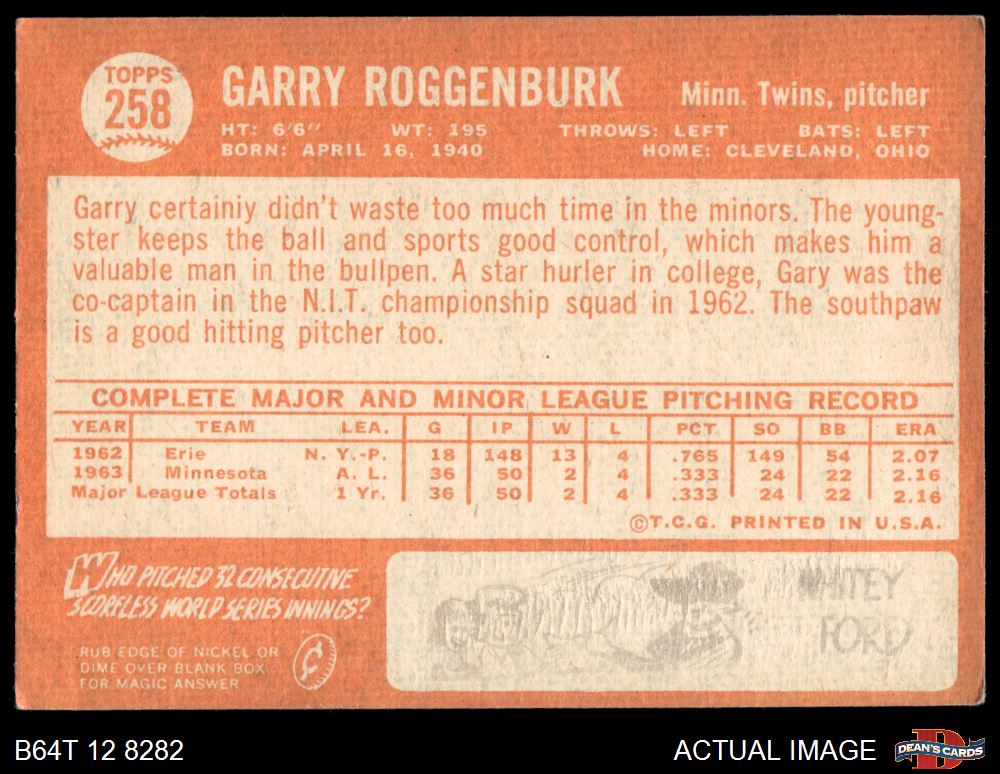 TOPPS
258
GARRY ROGGENBURK
Minn. Twins, pitcher
HT: 6'6" WT: 195 THROWS: LEFT BATS: LEFT
BORN: APRIL 16, 1940 HOME: CLEVELAND, OHIO
Garry certainiy didn't waste too much time in the minors. The young-
ster keeps the ball and sports good control, which makes him a
valuable man in the bullpen. A star hurler in college, Gary was the
co-captain in the N.I.T. championship squad in 1962. The southpaw
is a good hitting pitcher too.
COMPLETE MAJOR AND MINOR LEAGUE PITCHING RECORD
YEAR TEAM LEA. G IP W L PCT. SO BB ERA
1962 Erie N. Y.-P. 18 148 13 4 .765 149 54 2.07
1963 Minnesota A. L. 36 50 2 4 .333 24 22 2.16
Major League Totals 1 Yr. 36 50 2 4 .333 24 22 2.16
©T.C.G. PRINTED IN U.S.A.
WHO PITCHED 32 CONSECUTIVE
SCORELESS WORLD SERIES INNINGS?
RUB EDGE OF NICKEL OR
DIME OVER BLANK BOX
FOR MAGIC ANSWER
WHITEY
FORD
B64T 12 8282
ACTUAL IMAGE
DEAN'S CARDS